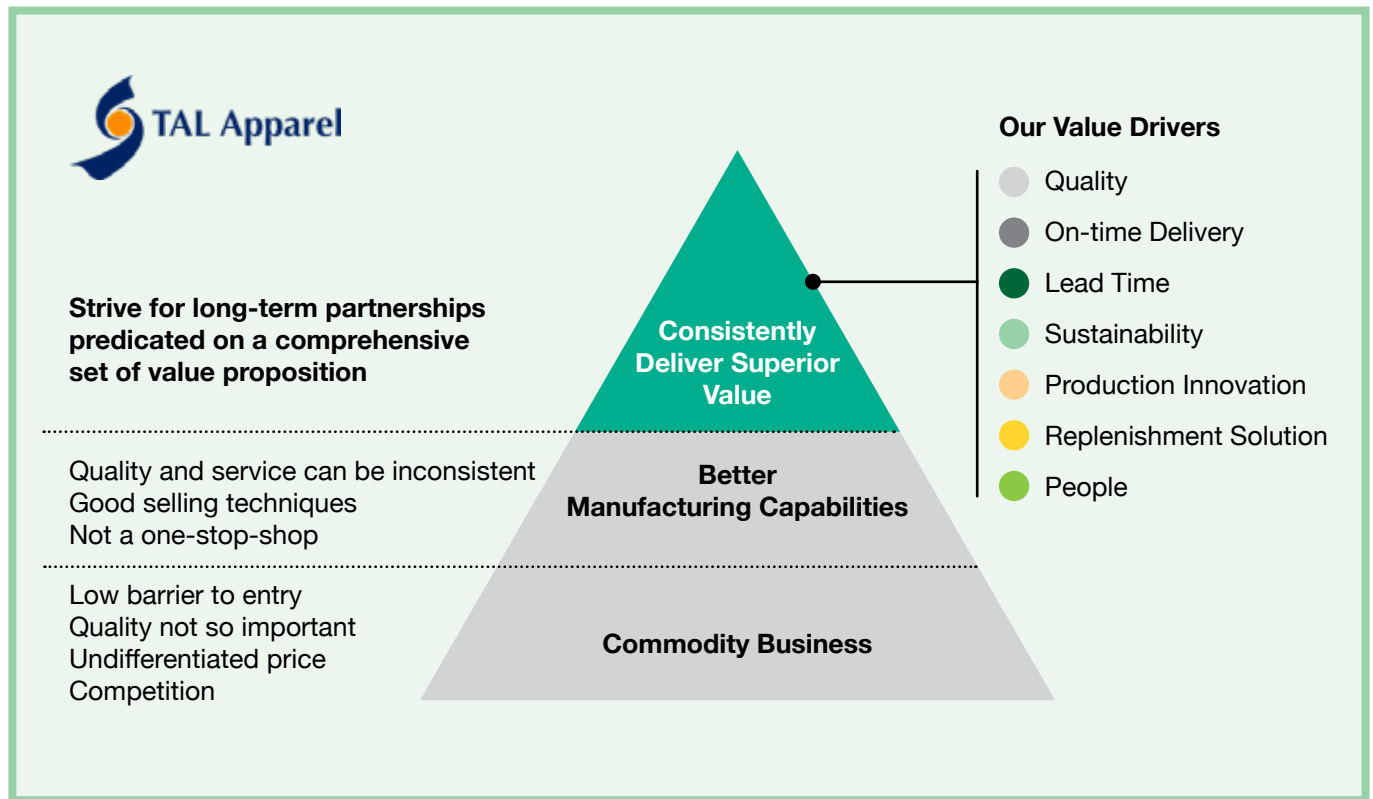 TAL Apparel
Our Value Drivers
Quality
On-time Delivery
Lead Time
Sustainability
Production Innovation
Replenishment Solution
People
Strive for long-term partnerships
predicated on a comprehensive
set of value proposition
Consistently
Deliver Superior
Value
Quality and service can be inconsistent
Good selling techniques
Not a one-stop-shop
Better
Manufacturing Capabilities
Low barrier to entry
Quality not so important
Undifferentiated price
Competition
Commodity Business